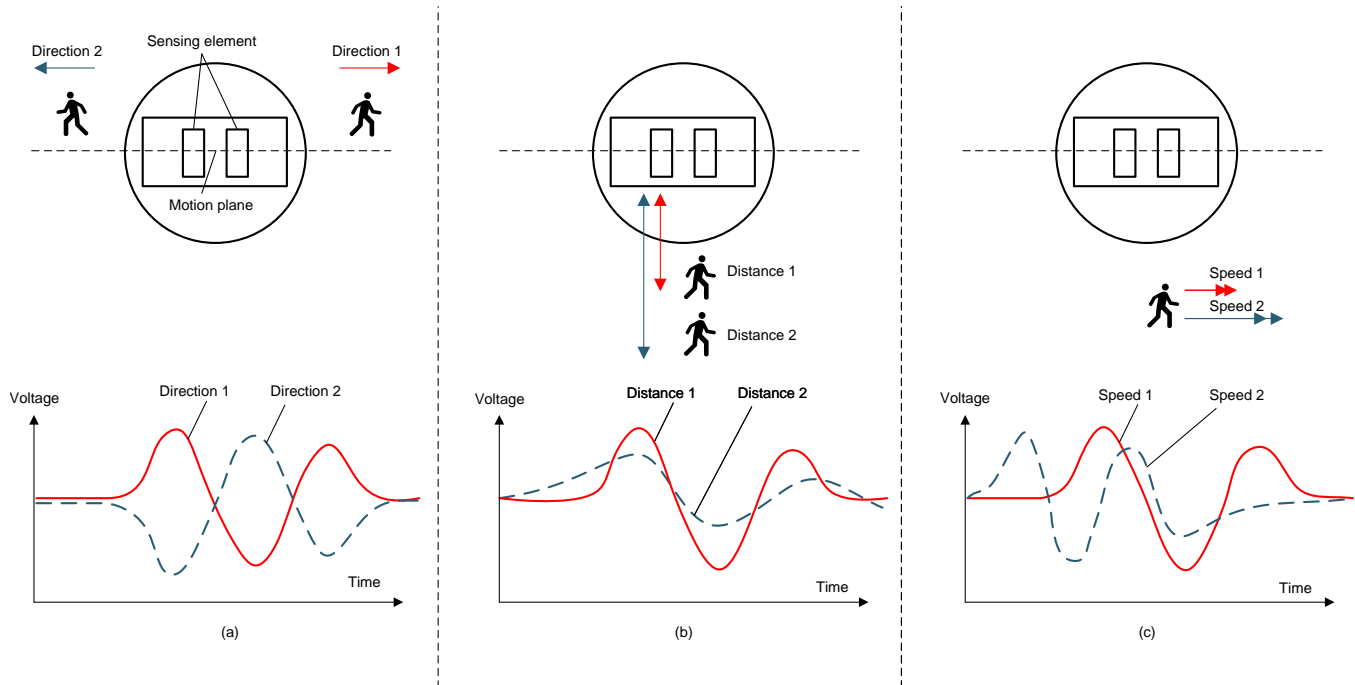 Direction 2
Sensing element
Direction 1
Motion plane
Direction 1
Direction 2
Voltage
Time
(a)
Distance 1
Distance 2
Distance 1
Distance 2
Voltage
Time
(b)
Speed 1
Speed 2
Speed 1
Speed 2
Voltage
Time
(c)